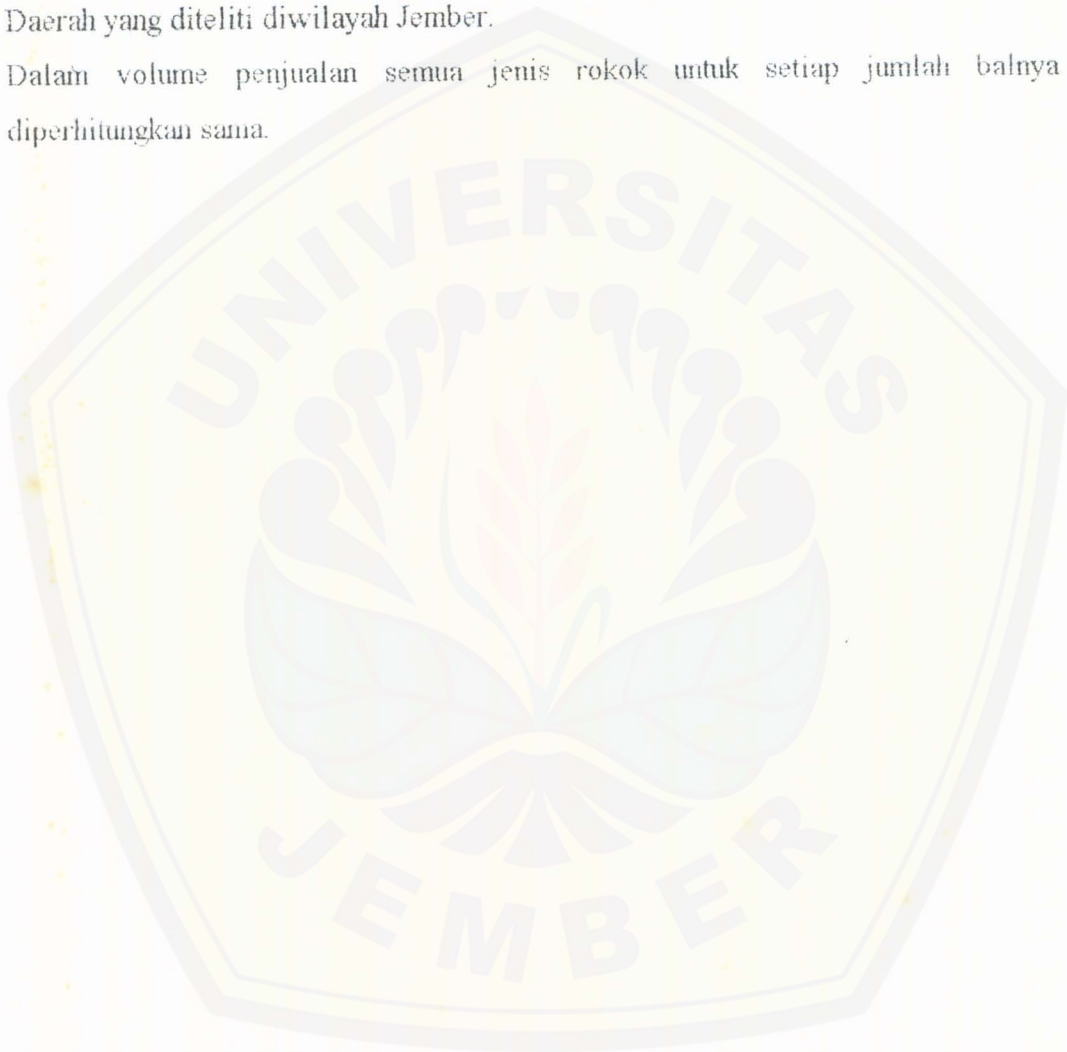 Daerah yang diteliti diwilayah Jember.
Dalam volume penjualan semua jenis rokok untuk setiap jumlah balnya
diperhitungkan sama.
UNIVERSITAS
JEMBER